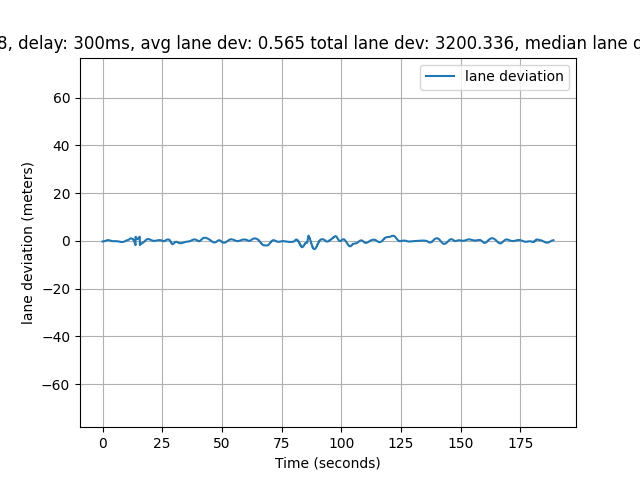 8, delay: 300ms, avg lane dev: 0.565 total lane dev: 3200.336, median lane
lane deviation
60
40
20
0
−20
−40
−60
lane deviation (meters)
0 25 50 75 100 125 150 175
Time (seconds)